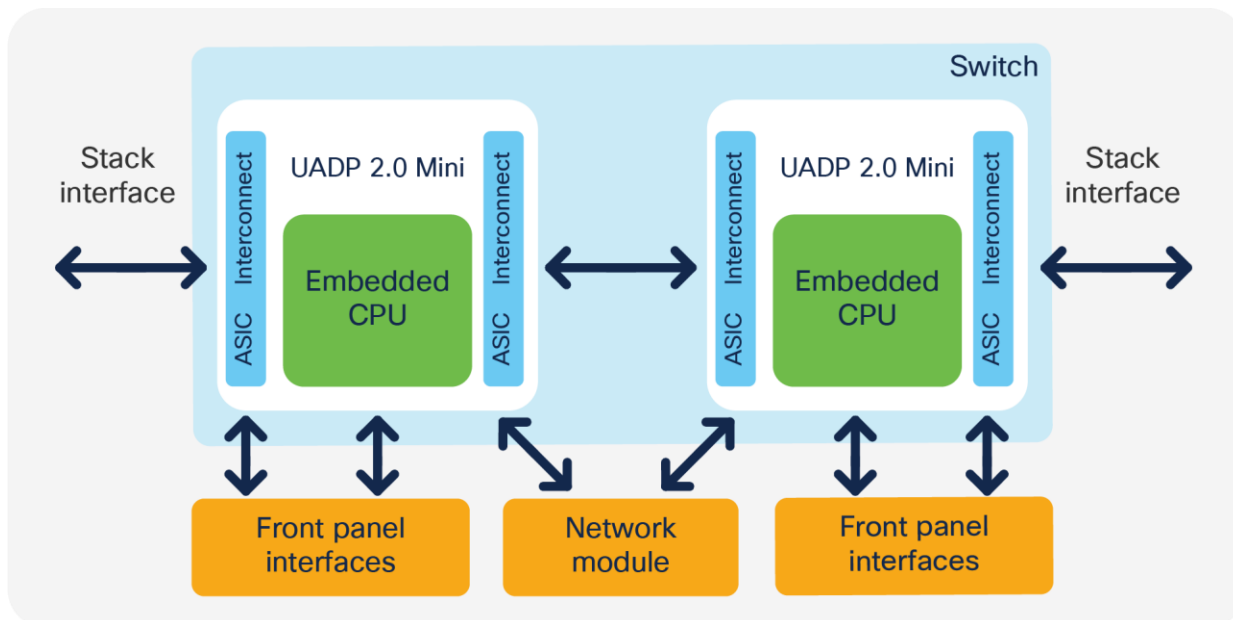 Switch
Stack
interface
ASIC Interconnect
UADP 2.0 Mini
Embedded
CPU
ASIC Interconnect
ASIC Interconnect
UADP 2.0 Mini
Embedded
CPU
ASIC Interconnect
Stack
interface
Front panel
interfaces
Network
module
Front panel
interfaces